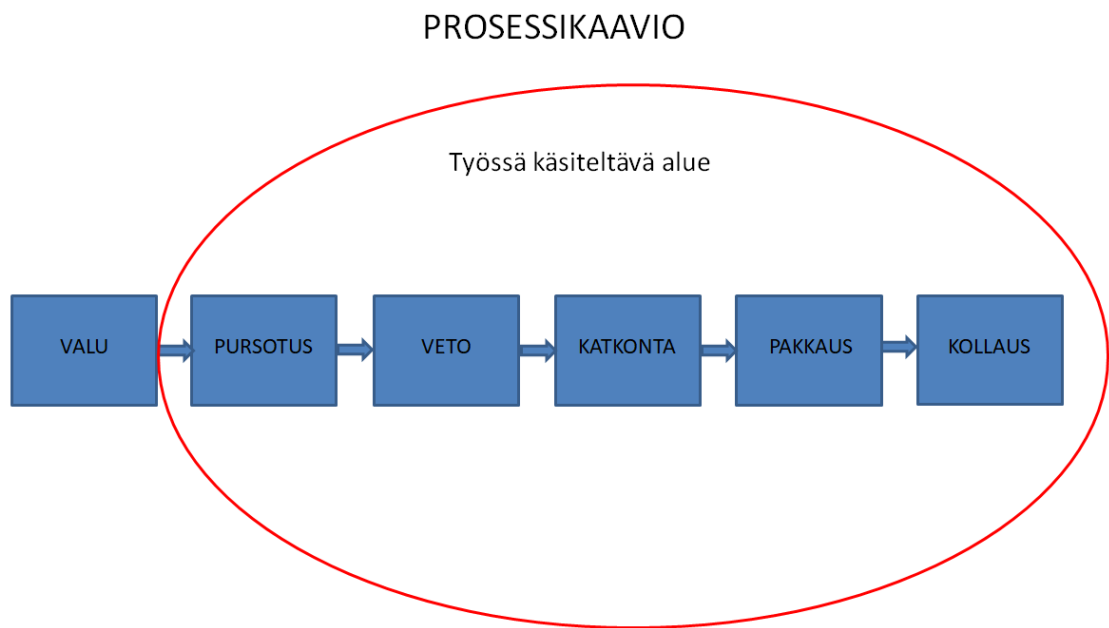 PROSESSIKAAVIO
Työssä käsiteltävä alue
VALU
PURSOTUS
VETO
KATKONTA
PAKKAUS
KOLLAUS